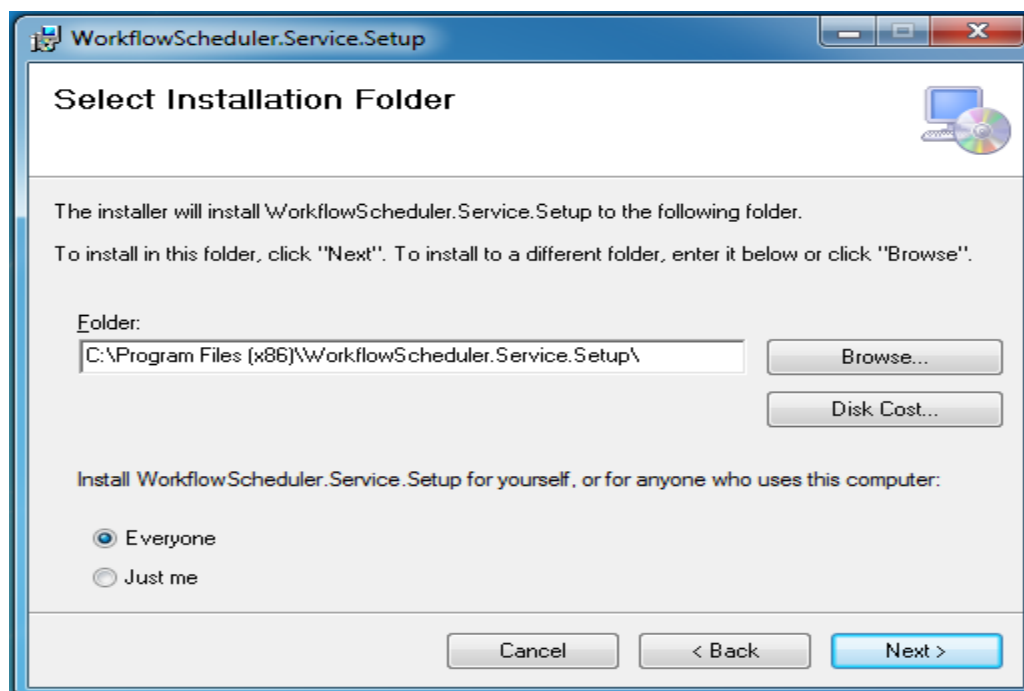 WorkflowScheduler.Service.Setup
Select Installation Folder
The installer will install WorkflowScheduler.Service.Setup to the following folder.
To install in this folder, click "Next". To install to a different folder, enter it below or click "Browse".
Folder:
C:\Program Files (x86)\WorkflowScheduler.Service.Setup\
Browse...
Disk Cost...
Install WorkflowScheduler.Service.Setup for yourself, or for anyone who uses this computer:
Everyone
Just me
Cancel
< Back
Next >